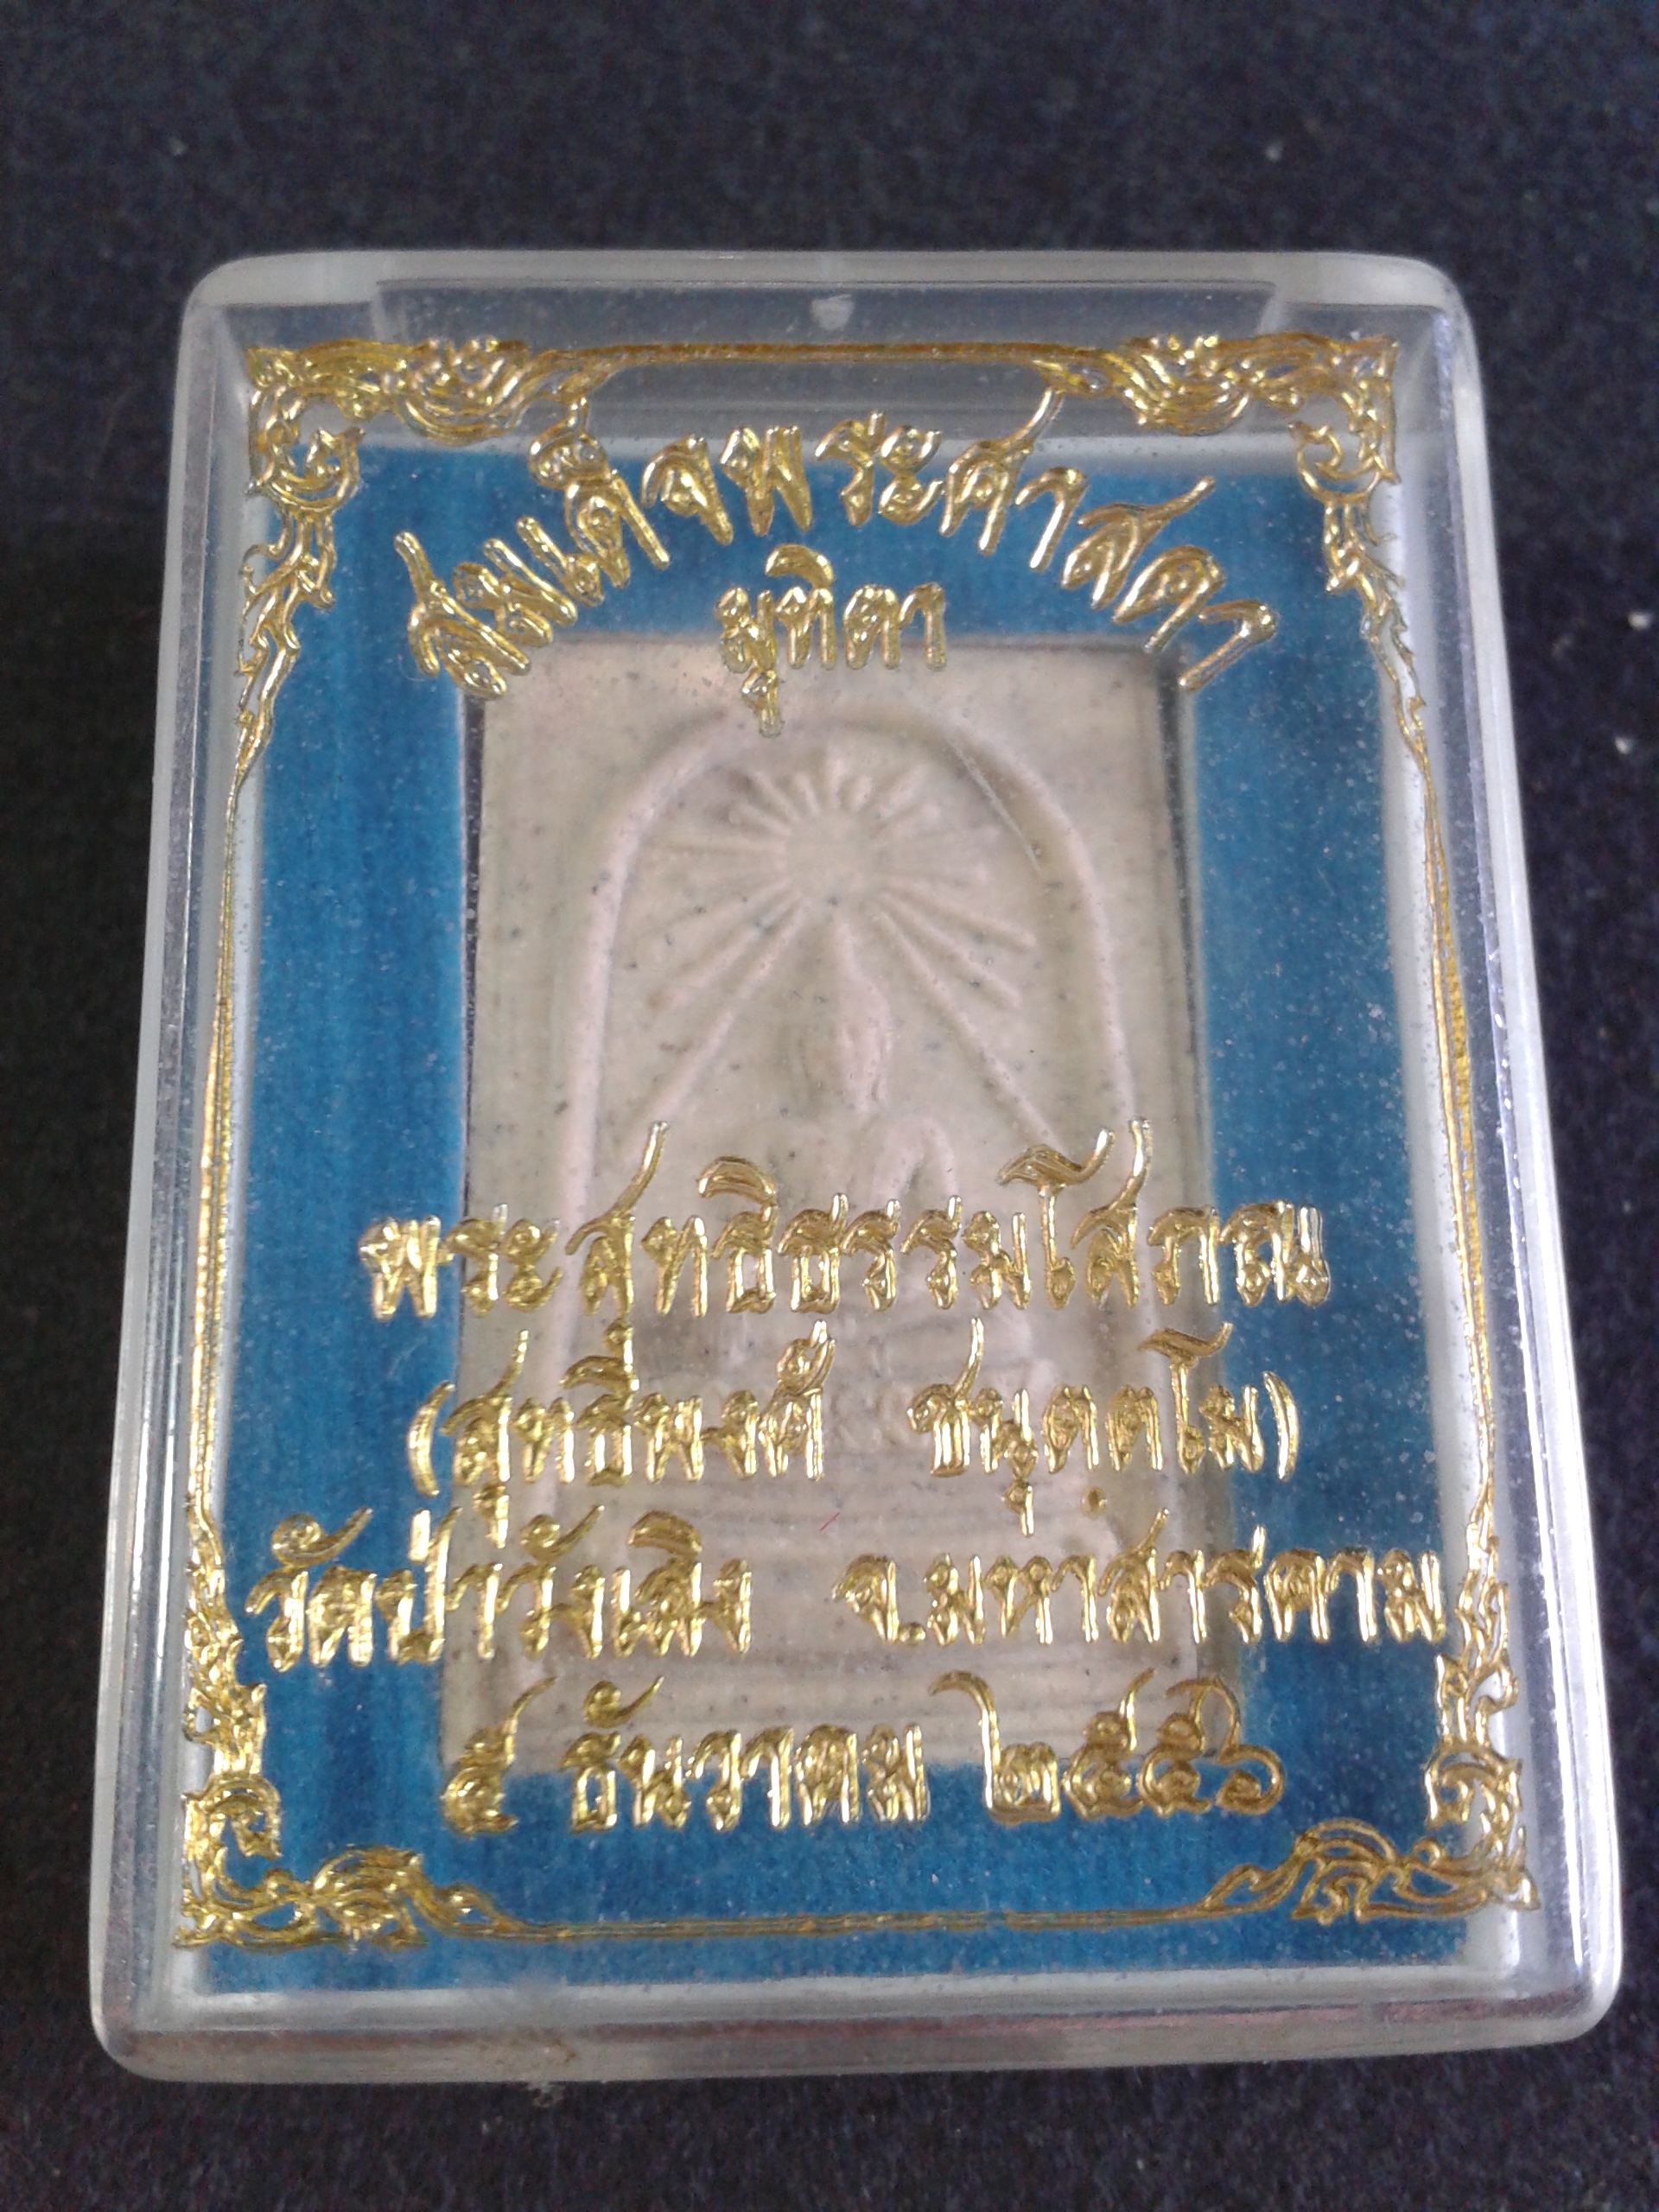 สมเด็จพระศาสดา
มุทิตา
พระสุทธิธรรมโสภณ
(สุทธิพงศ์ ชนุตฺตโม)
วัดป่าวังเลิง จ.มหาสารคาม
๕ ธันวาคม ๒๕๕๖